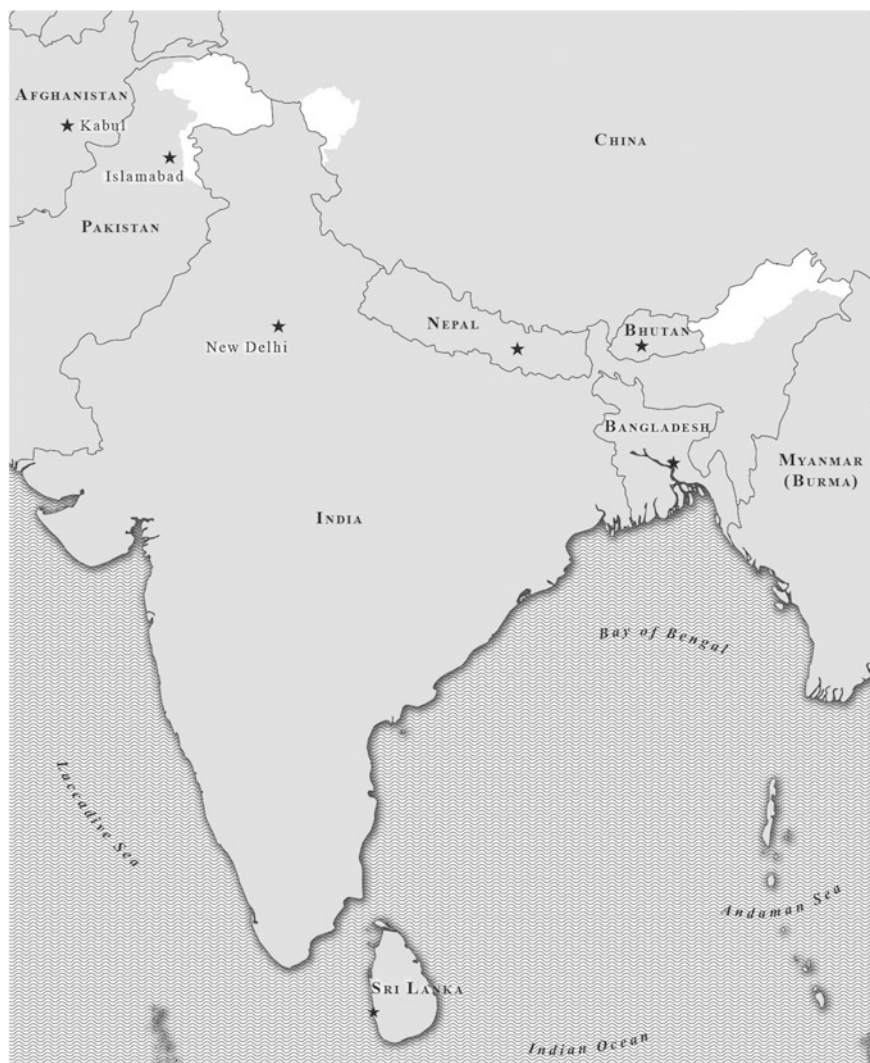 AFGHANISTAN
Kabul
CHINA
Islamabad
PAKISTAN
NEPAL
BHUTAN
New Delhi
BANGLADESH
MYANMAR
(BURMA)
INDIA
Bay of Bengal
Laccadive Sea
Andaman Sea
SRI LANKA
Indian Ocean